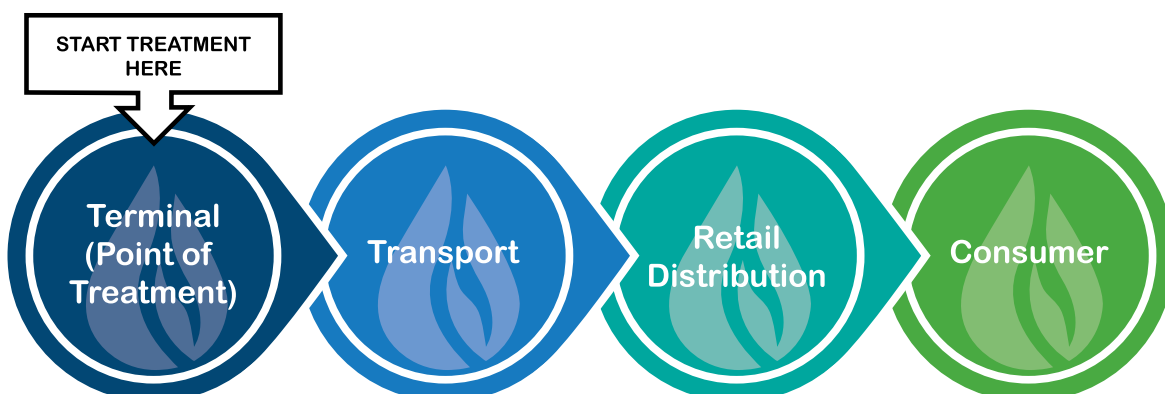 START TREATMENT
HERE
Terminal
(Point of
Treatment)
Transport
Retail
Distribution
Consumer